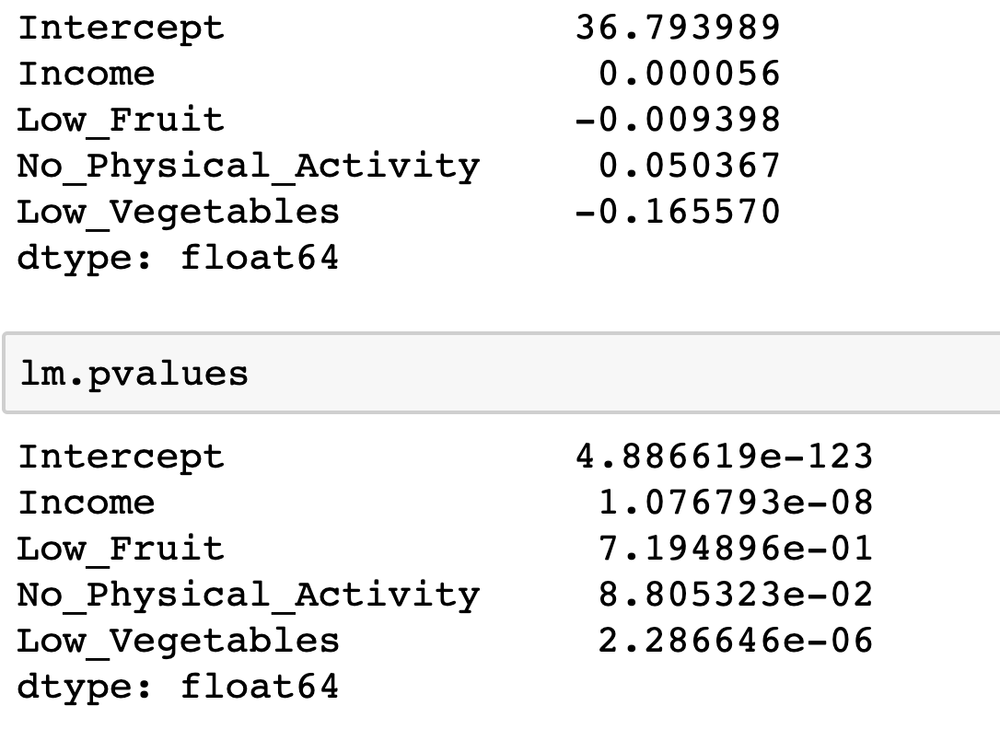 Intercept 36.793989
Income 0.000056
Low_Fruit -0.009398
No_Physical_Activity 0.050367
Low_Vegetables -0.165570
dtype: float64
lm.pvalues
Intercept 4.886619e-123
Income 1.076793e-08
Low_Fruit 7.194896e-01
No_Physical_Activity 8.805323e-02
Low_Vegetables 2.286646e-06
dtype: float64